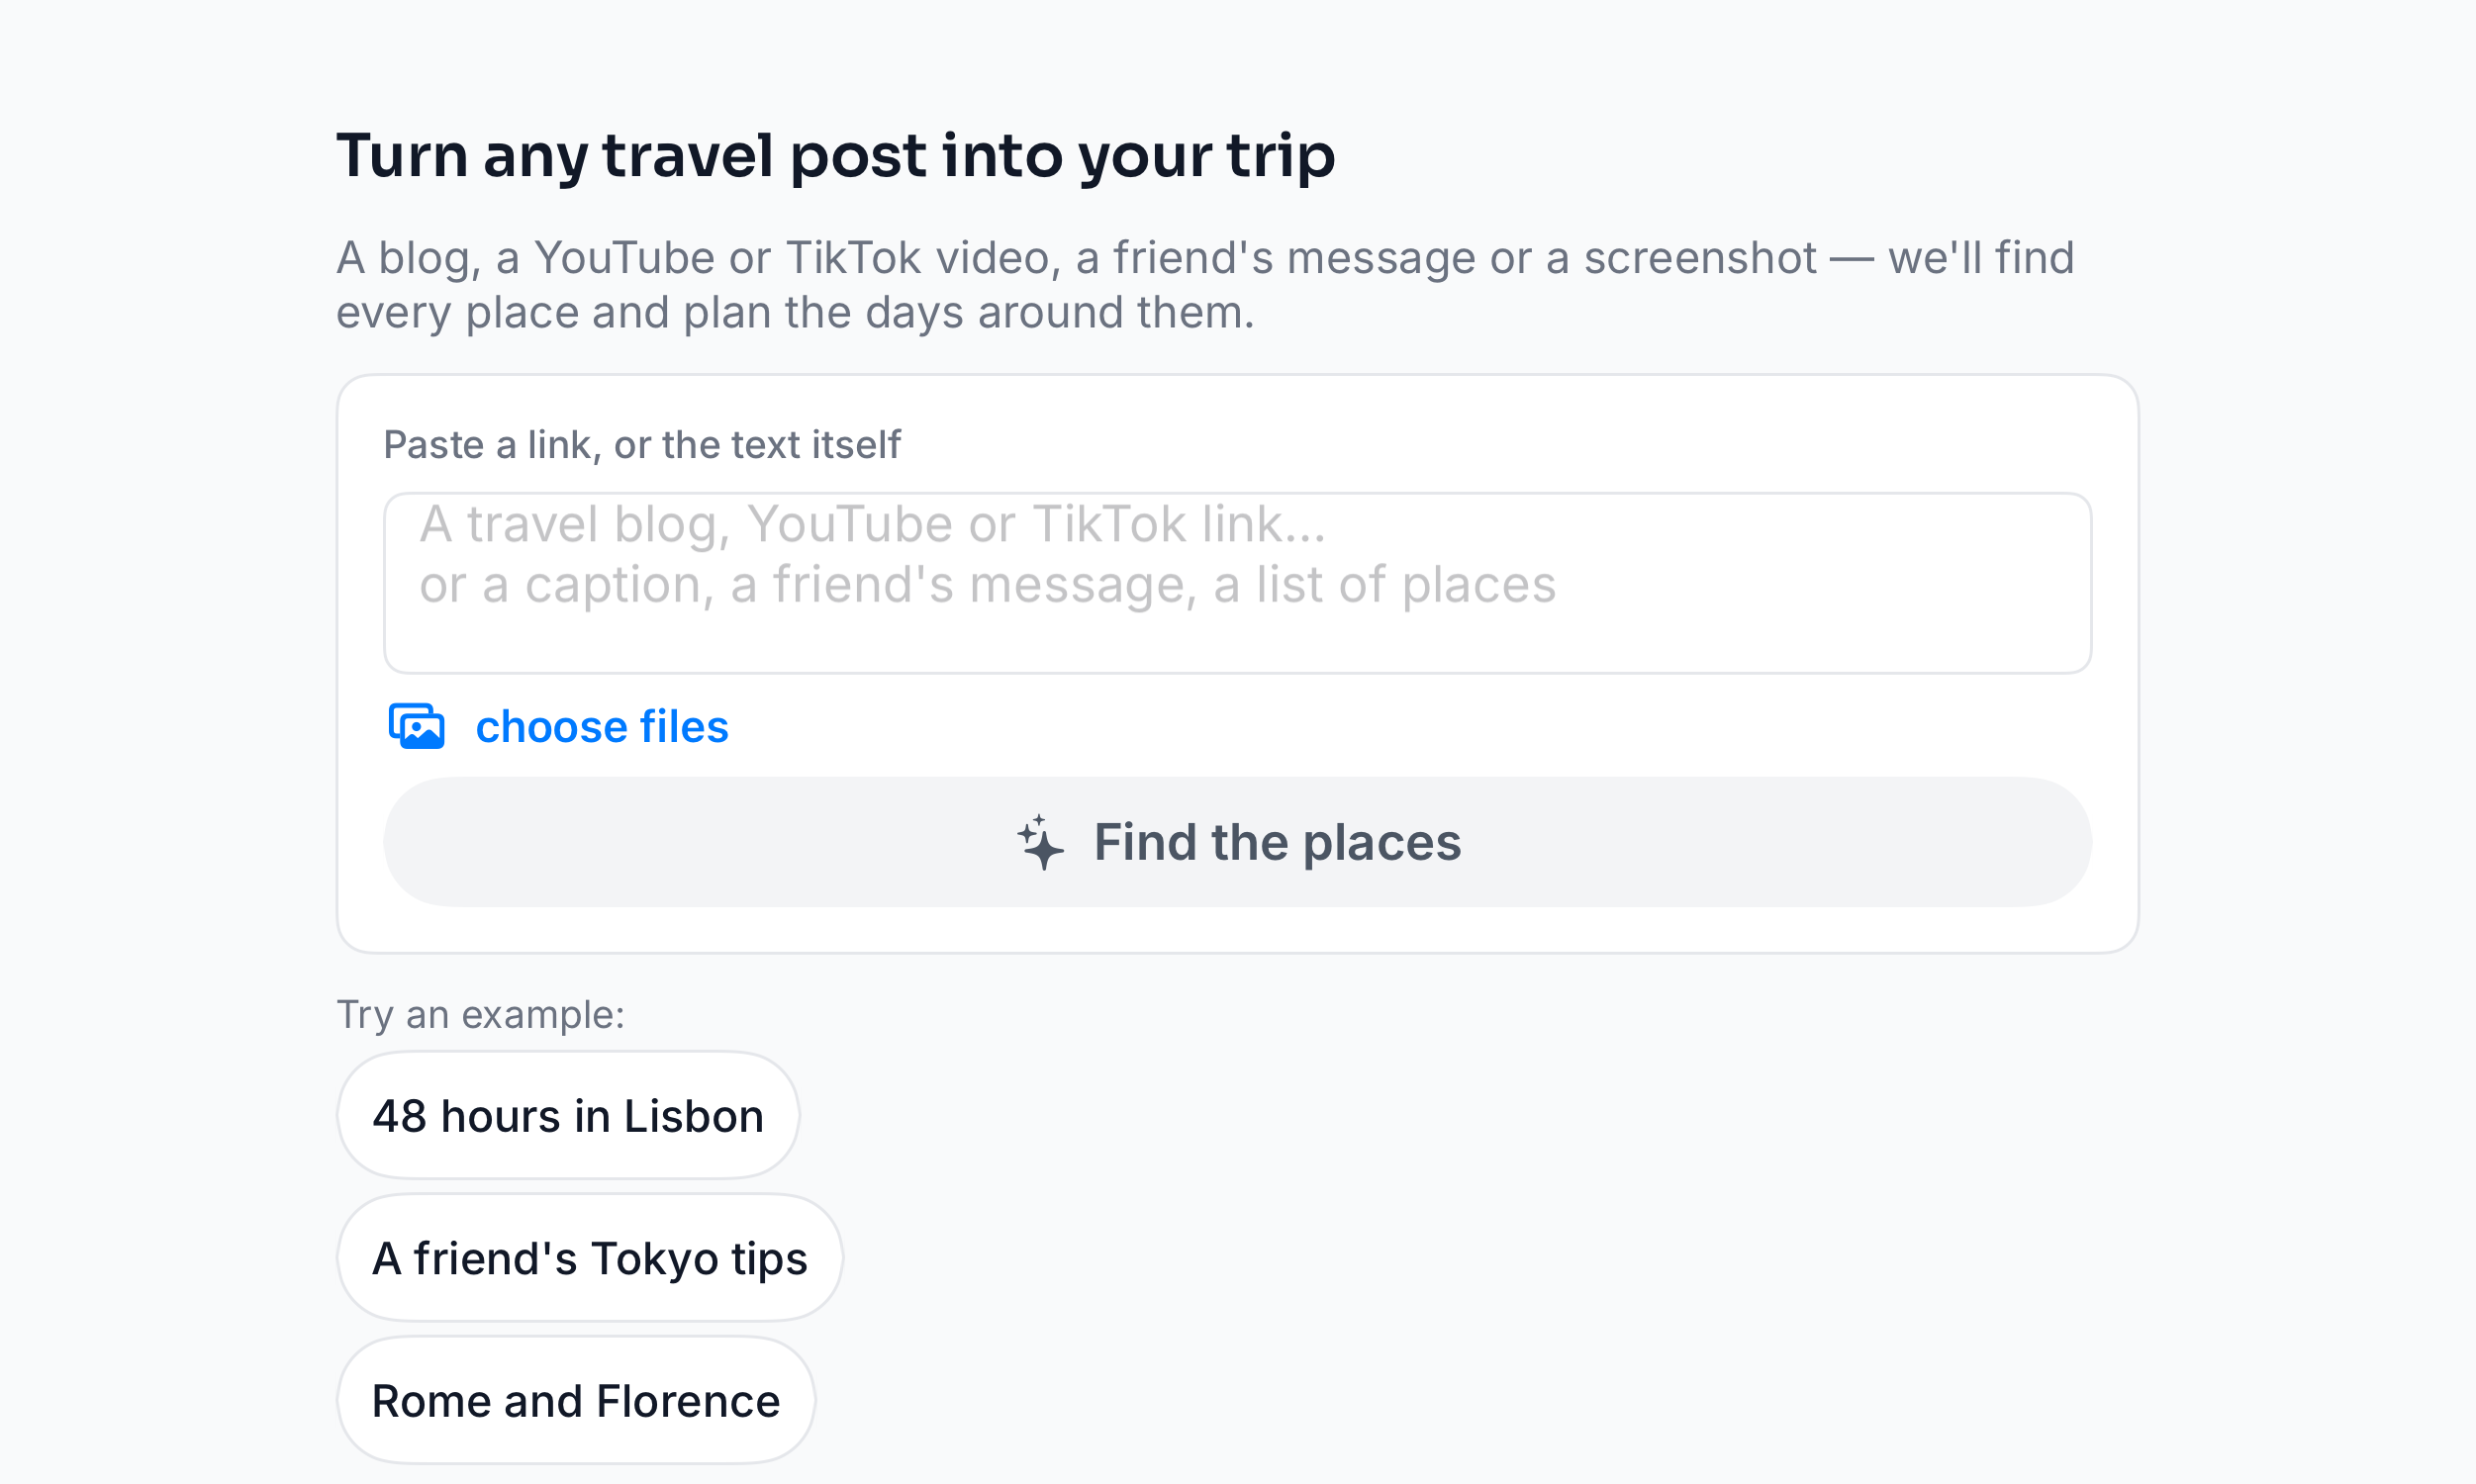 Turn any travel post into your trip
A blog, a YouTube or TikTok video, a friend's message or a screenshot — we'll find
every place and plan the days around them.
Paste a link, or the text itself
A travel blog, YouTube or TikTok link...
or a caption, a friend's message, a list of places
choose files
Find the places
Try an example:
48 hours in Lisbon
A friend's Tokyo tips
Rome and Florence